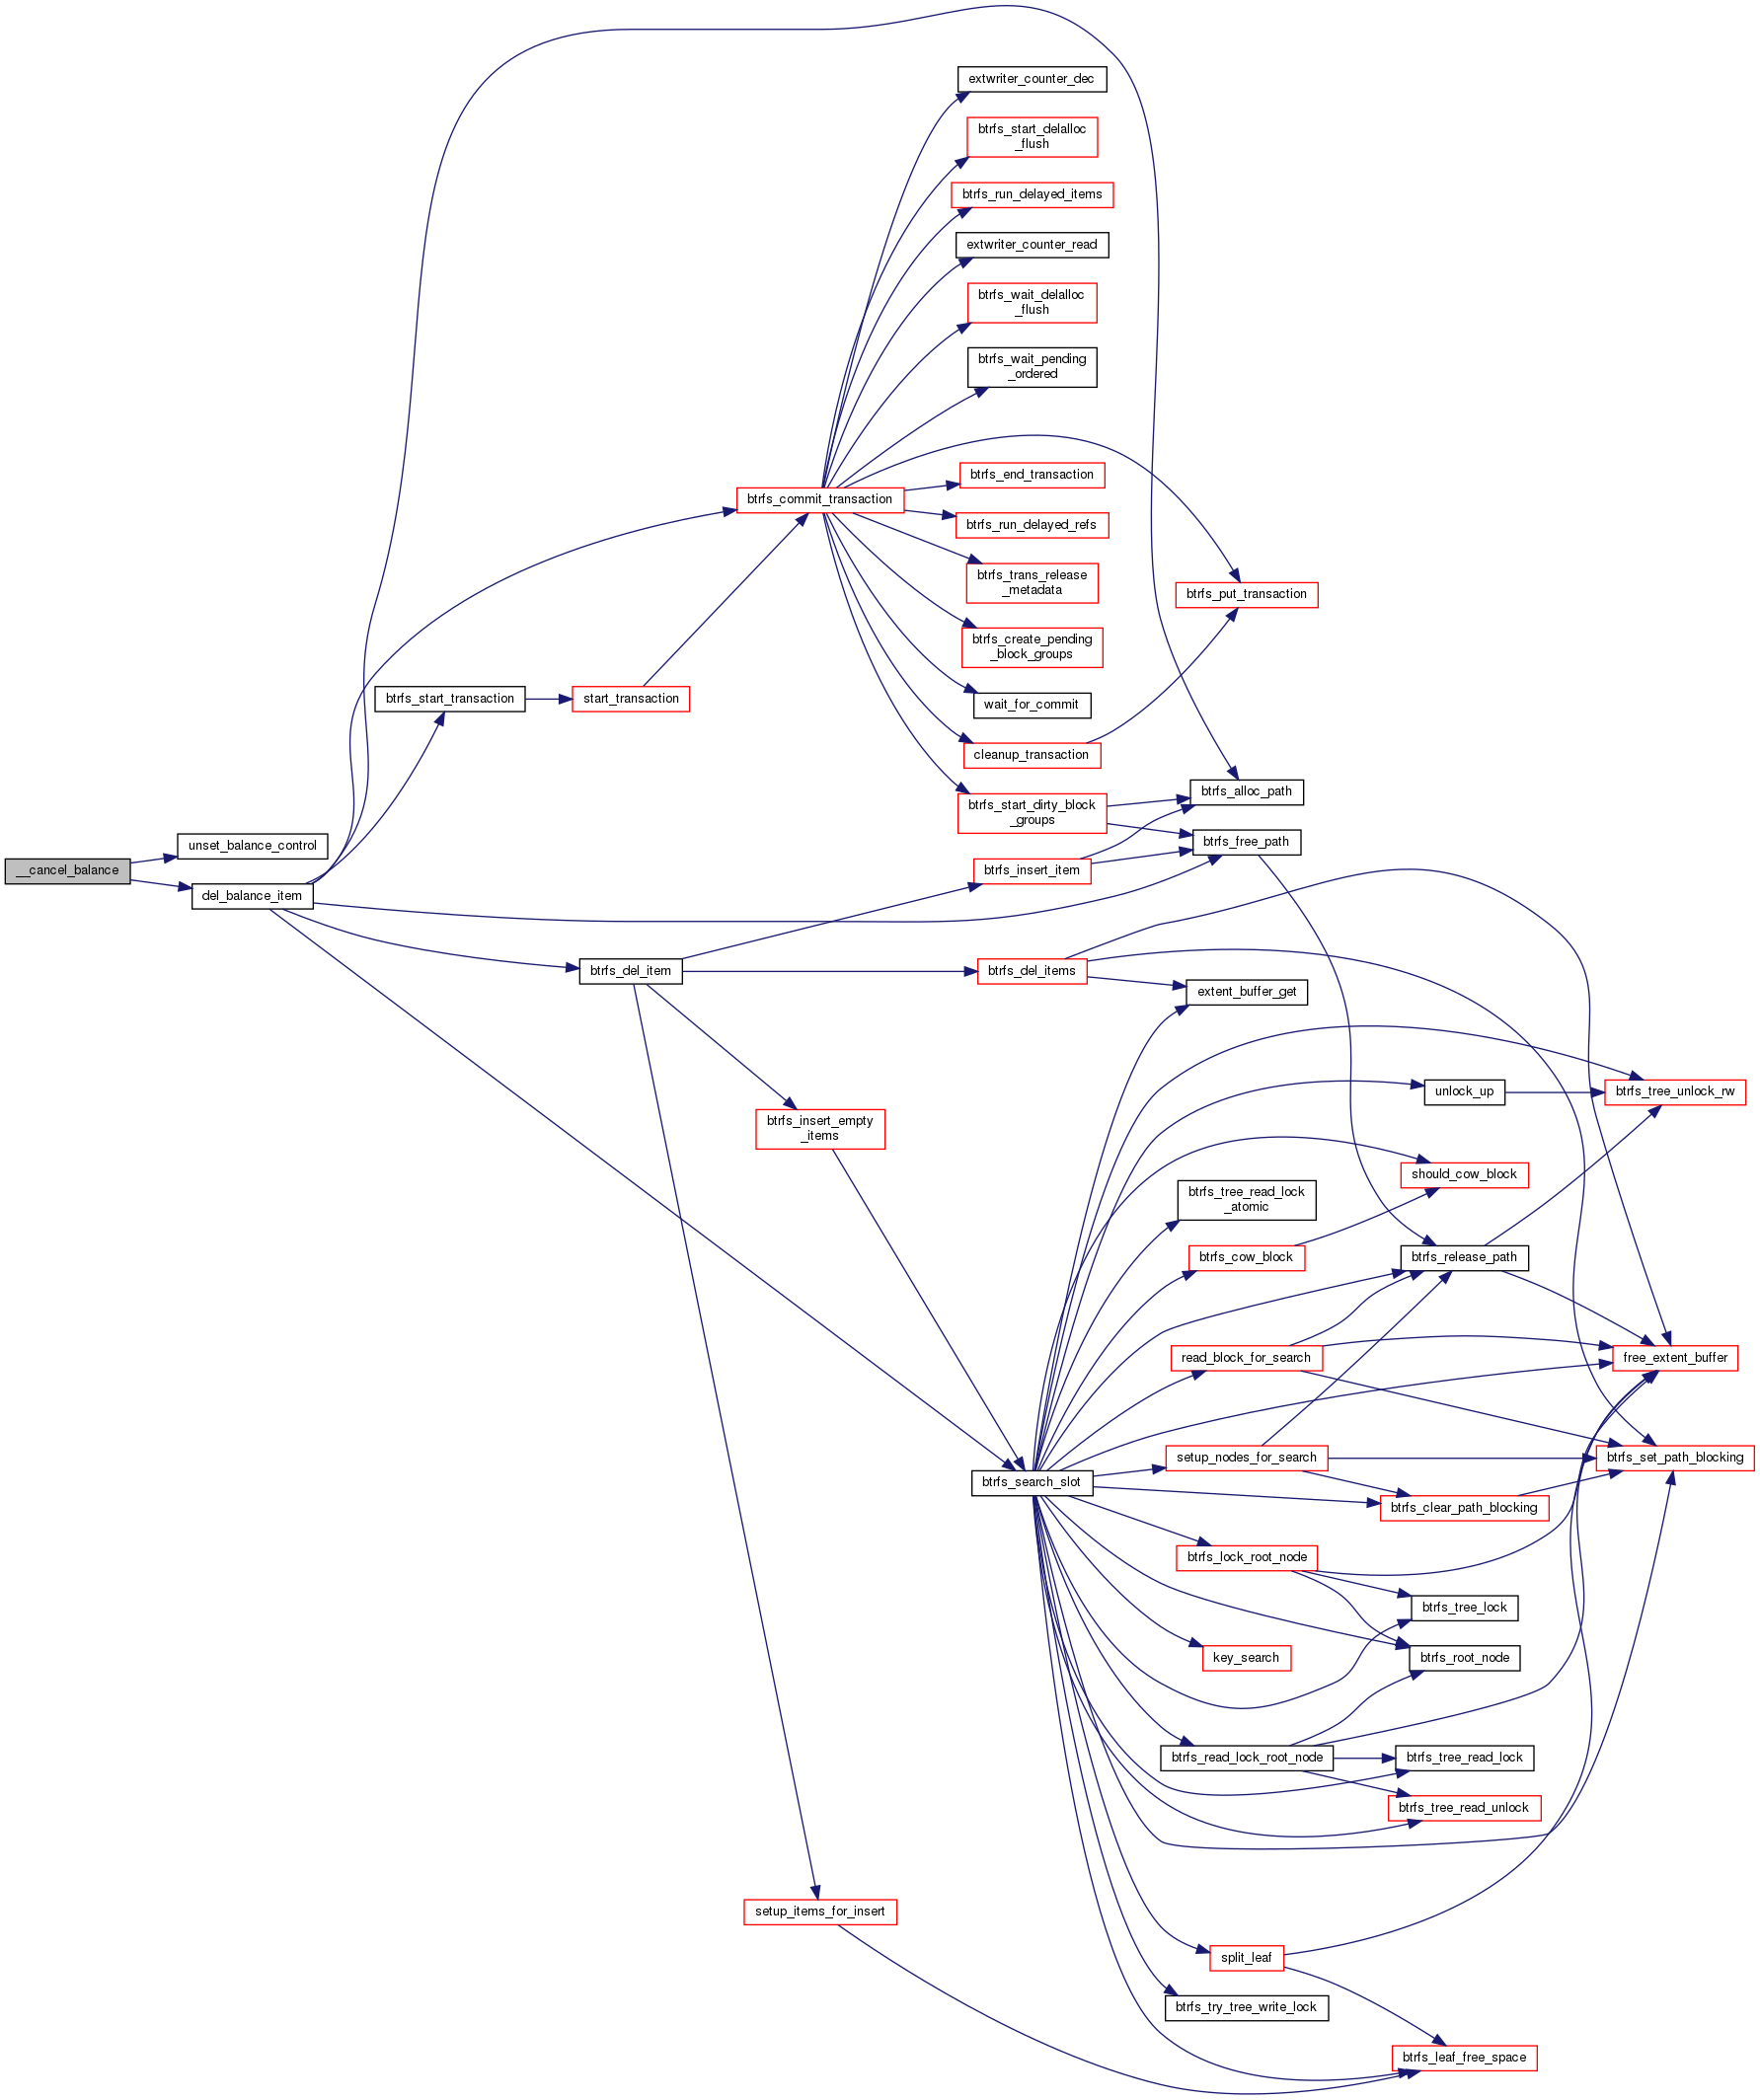 extwriter_counter_dec
btrfs_start_delalloc
_flush
btrfs_run_delayed_items
extwriter_counter_read
btrfs_wait_delalloc
_flush
btrfs_wait_pending
_ordered
btrfs_end_transaction
btrfs_commit_transaction
btrfs_run_delayed_refs
btrfs_trans_release
_metadata
btrfs_put_transaction
btrfs_create_pending
_block_groups
btrfs_start_transaction
start_transaction
wait_for_commit
cleanup_transaction
btrfs_alloc_path
btrfs_start_dirty_block
_groups
unset_balance_control
btrfs_free_path
__cancel_balance
btrfs_insert_item
del_balance_item
btrfs_del_item
btrfs_del_items
extent_buffer_get
unlock_up
btrfs_tree_unlock_rw
btrfs_insert_empty
_items
should_cow_block
btrfs_tree_read_lock
_atomic
btrfs_cow_block
btrfs_release_path
read_block_for_search
free_extent_buffer
setup_nodes_for_search
btrfs_set_path_blocking
btrfs_search_slot
btrfs_clear_path_blocking
btrfs_lock_root_node
btrfs_tree_lock
key_search
btrfs_root_node
btrfs_read_lock_root_node
btrfs_tree_read_lock
btrfs_tree_read_unlock
setup_items_for_insert
split_leaf
btrfs_try_tree_write_lock
btrfs_leaf_free_space